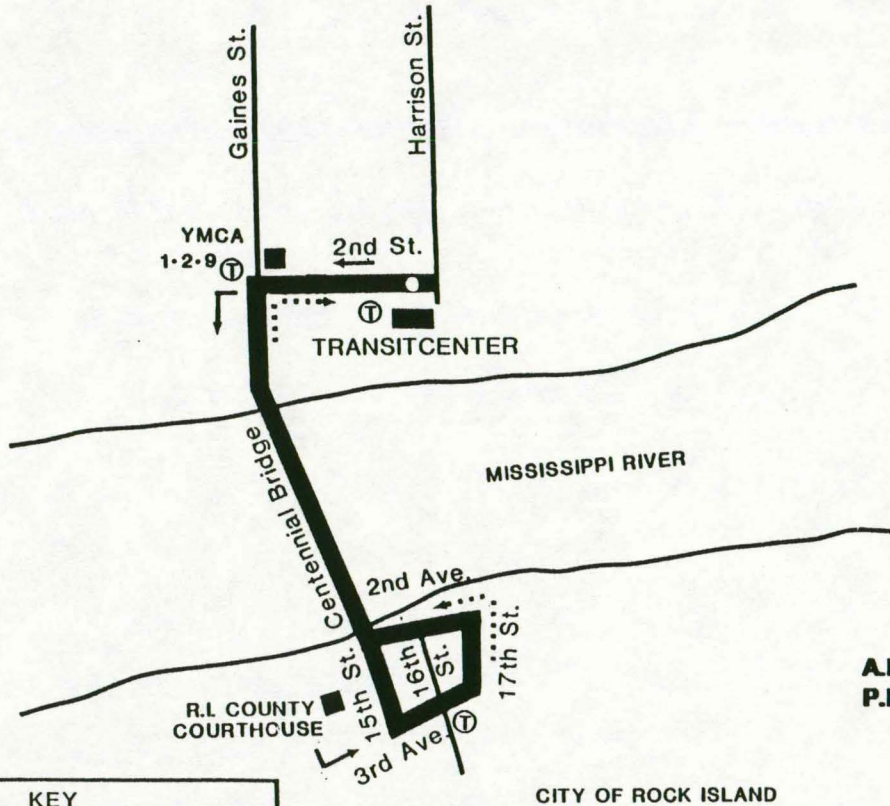 Gaines St.
Harrison St.
YMCA
1·2·9 Ⓣ
2nd St.
Ⓣ
TRANSITCENTER
Centennial Bridge
MISSISSIPPI RIVER
2nd Ave.
15th St.
16th St.
17th St.
R.I. COUNTY
COURTHOUSE
3rd Ave.
Ⓣ
KEY
CITY OF ROCK ISLAND